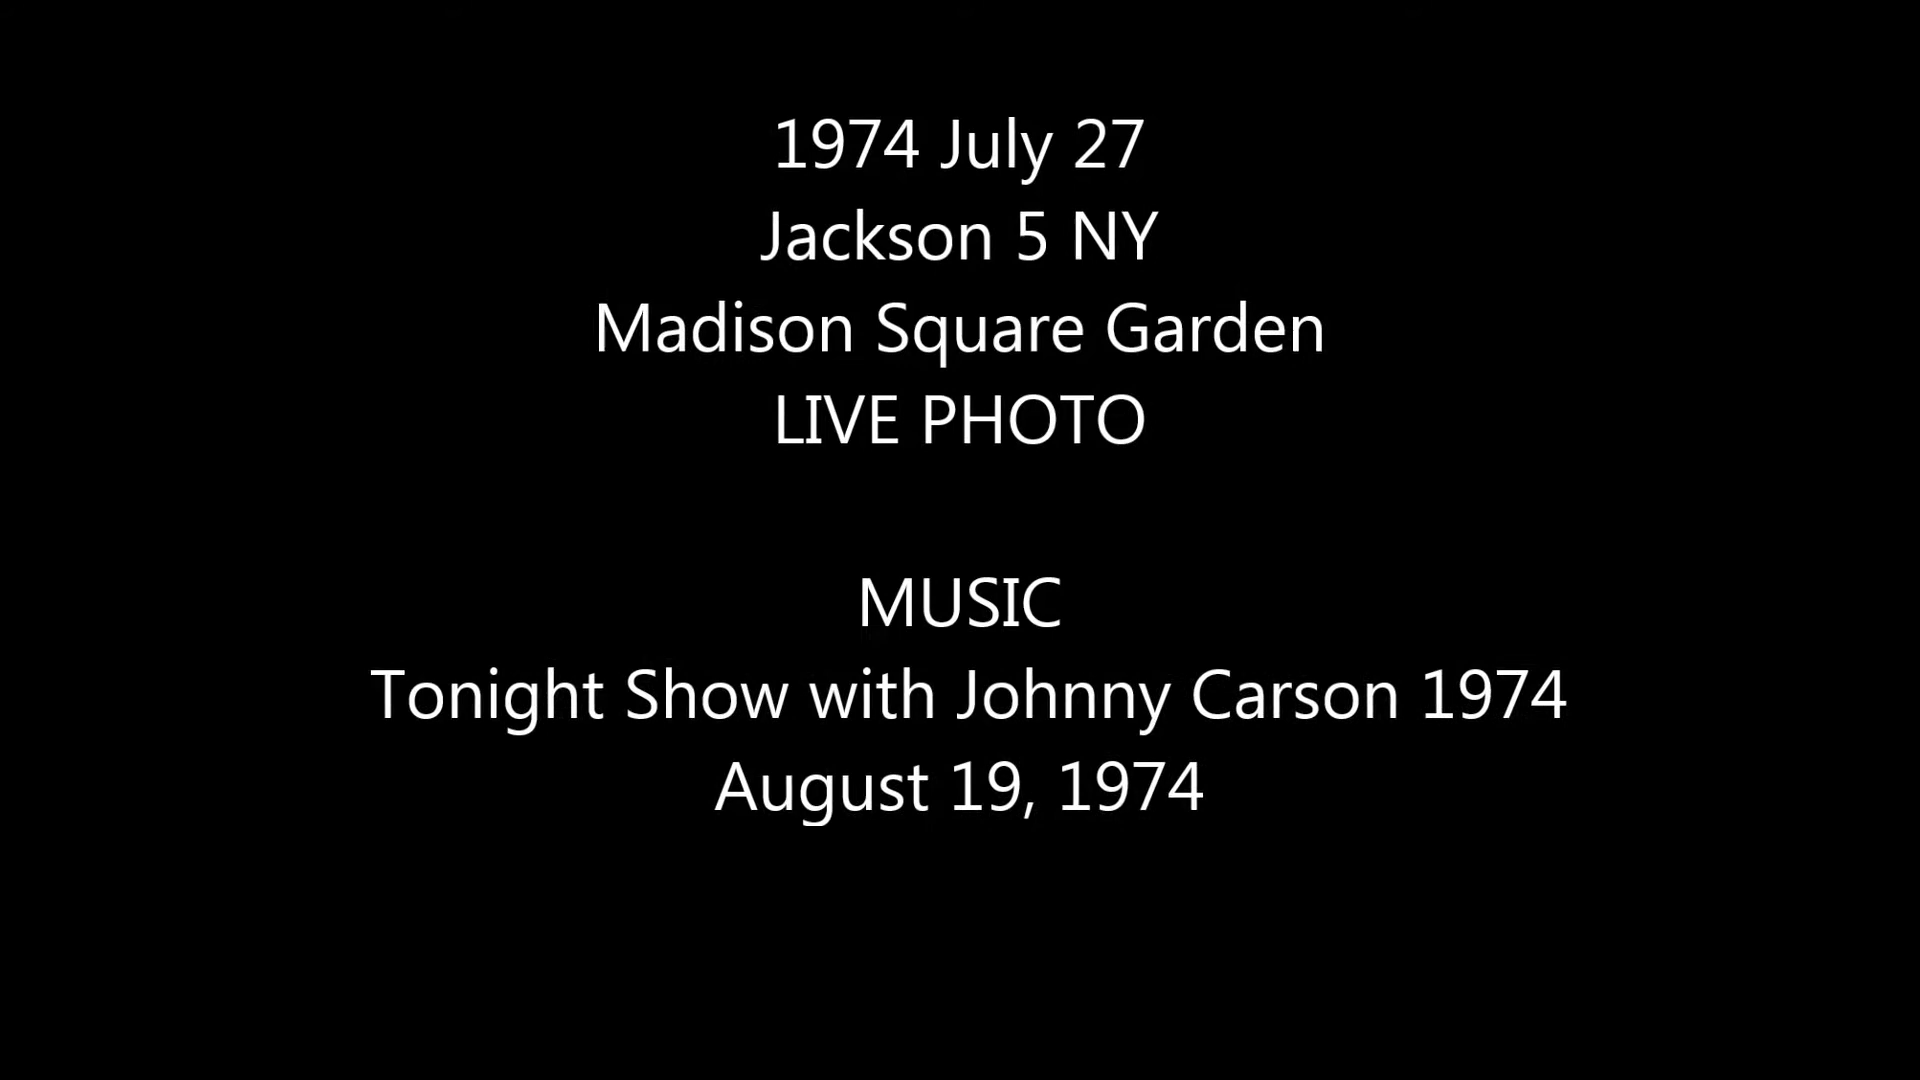 1974 July 27
Jackson 5 NY
Madison Square Garden
LIVE PHOTO
MUSIC
Tonight Show with Johnny Carson 1974
August 19, 1974